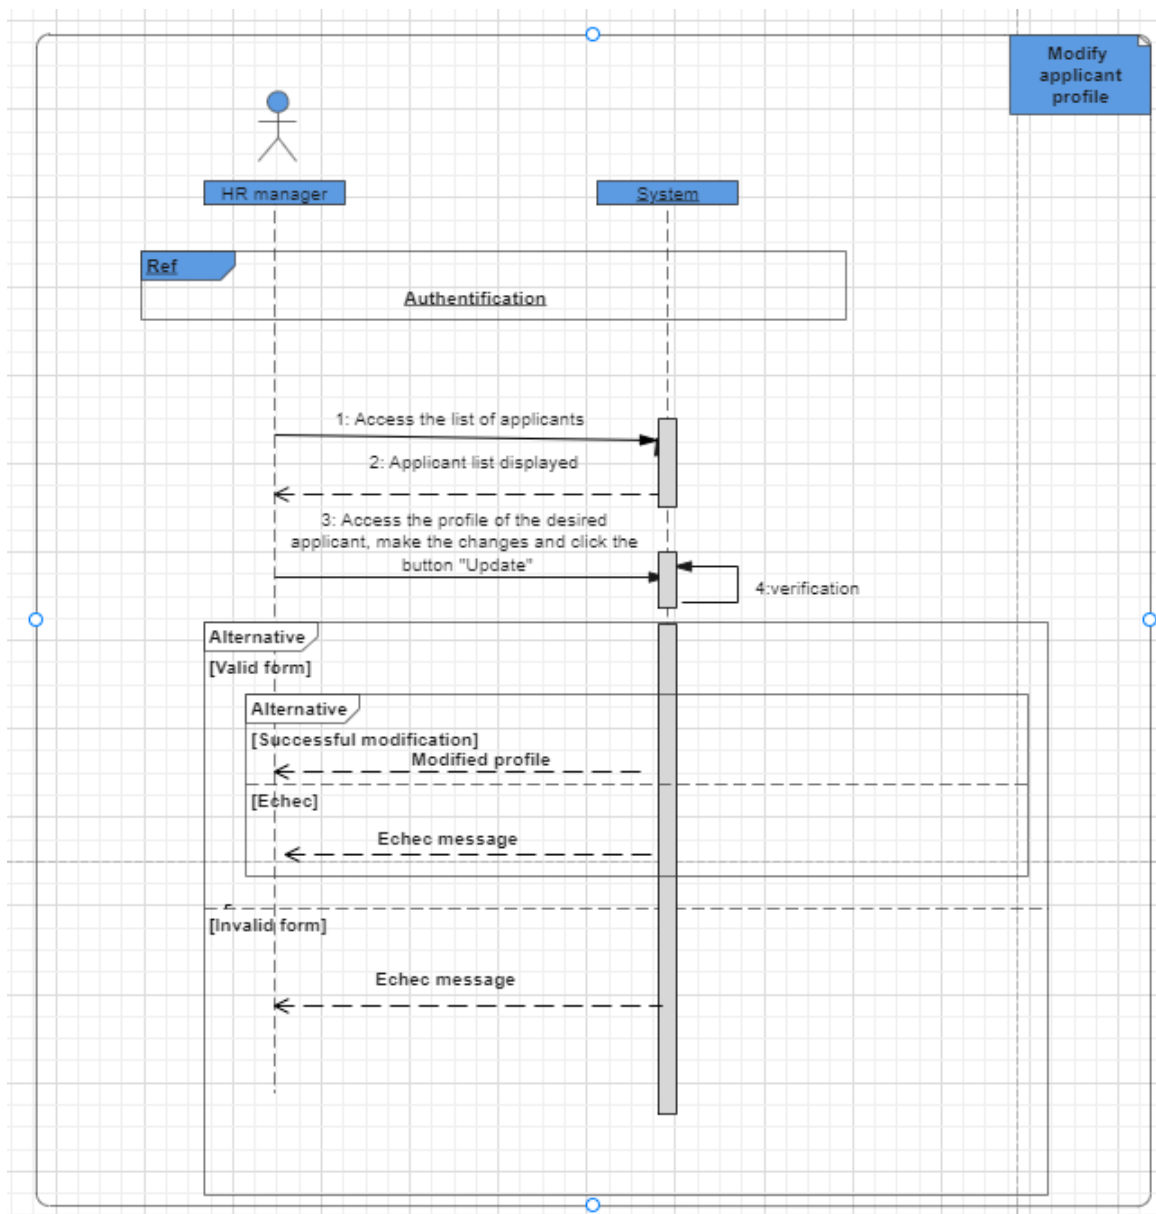 Modify
applicant
profile
HR manager
System
Ref
Authentification
1: Access the list of applicants
2: Applicant list displayed
3: Access the profile of the desired
applicant, make the changes and click the
button "Update"
4:verification
Alternative
[Valid form]
Alternative
[Successful modification]
Modified profile
[Echec]
Echec message
[Invalid form]
Echec message